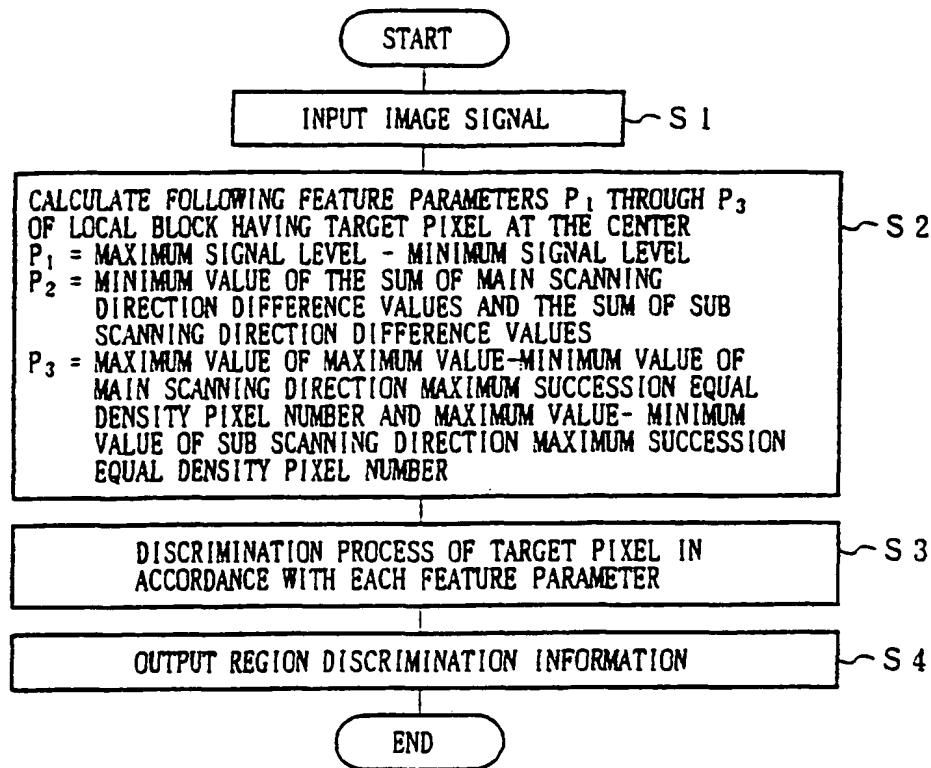 START
INPUT IMAGE SIGNAL
S1
CALCULATE FOLLOWING FEATURE PARAMETERS P1 THROUGH P3
OF LOCAL BLOCK HAVING TARGET PIXEL AT THE CENTER
P1 = MAXIMUM SIGNAL LEVEL - MINIMUM SIGNAL LEVEL
P2 = MINIMUM VALUE OF THE SUM OF MAIN SCANNING
DIRECTION DIFFERENCE VALUES AND THE SUM OF SUB
SCANNING DIRECTION DIFFERENCE VALUES
P3 = MAXIMUM VALUE OF MAXIMUM VALUE-MINIMUM VALUE OF
MAIN SCANNING DIRECTION MAXIMUM SUCCESSION EQUAL
DENSITY PIXEL NUMBER AND MAXIMUM VALUE- MINIMUM
VALUE OF SUB SCANNING DIRECTION MAXIMUM SUCCESSION
EQUAL DENSITY PIXEL NUMBER
S2
DISCRIMINATION PROCESS OF TARGET PIXEL IN
ACCORDANCE WITH EACH FEATURE PARAMETER
S3
OUTPUT REGION DISCRIMINATION INFORMATION
S4
END